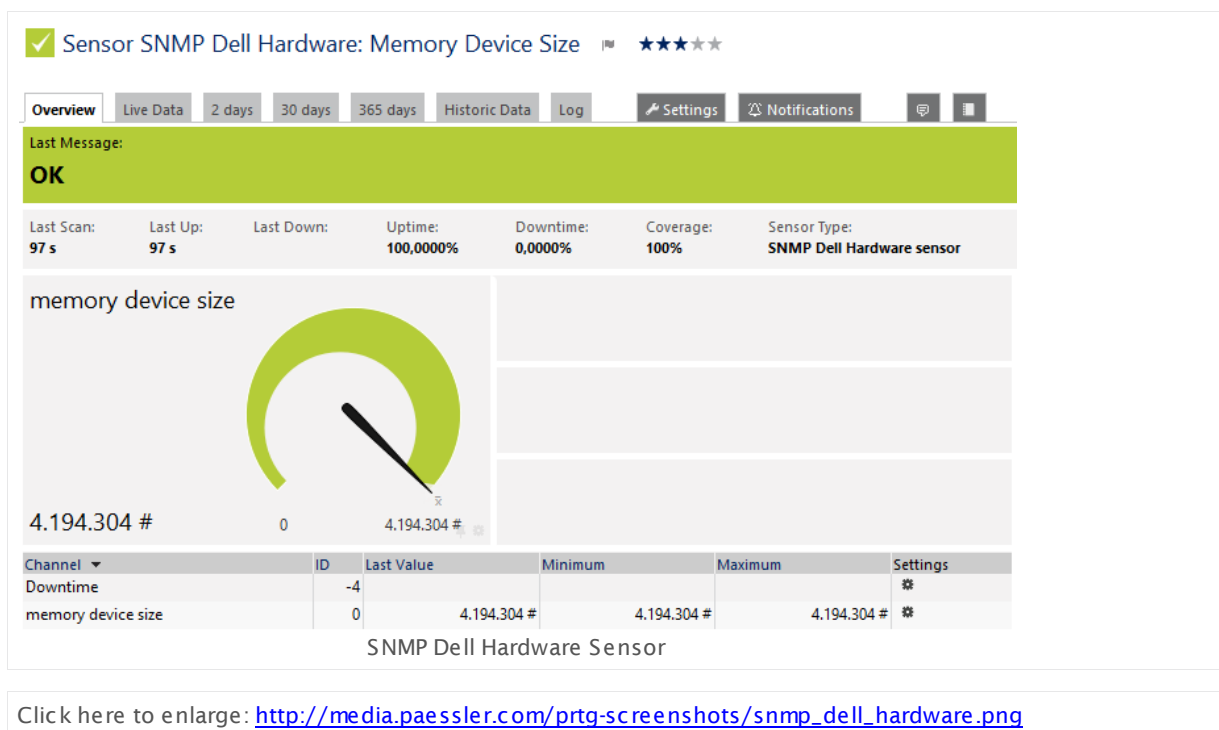 Sensor SNMP Dell Hardware: Memory Device Size
Overview Live Data 2 days 30 days 365 days Historic Data Log Settings Notifications
Last Message:
OK
Last Scan: Last Up: Last Down: Uptime: Downtime: Coverage: Sensor Type:
97 s 97 s 100,0000% 0,0000% 100% SNMP Dell Hardware sensor
memory device size
x̄
4.194.304 # 0 4.194.304 #
Channel ID Last Value Minimum Maximum Settings
Downtime -4
memory device size 0 4.194.304 # 4.194.304 # 4.194.304 #
SNMP Dell Hardware Sensor
Click here to enlarge: http://media.paessler.com/prtg-screenshots/snmp_dell_hardware.png